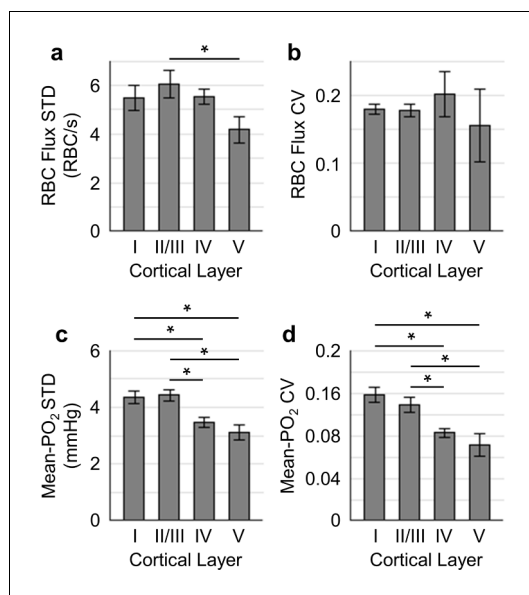 a
*
RBC Flux STD
(RBC/s)
6
4
2
0
I II/III IV V
Cortical Layer
b
RBC Flux CV
0.2
0.1
0
I II/III IV V
Cortical Layer
c
*
*
*
*
Mean-PO₂ STD
(mmHg)
6
4
2
0
I II/III IV V
Cortical Layer
d
*
*
*
*
Mean-PO₂ CV
0.2
0.16
0.08
0.04
0
I II/III IV V
Cortical Layer